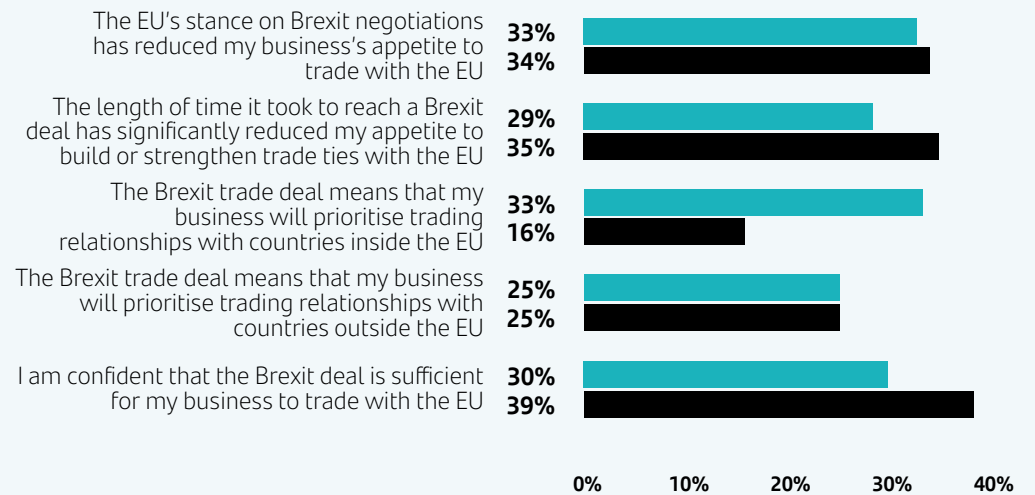 The EU's stance on Brexit negotiations
has reduced my business's appetite to
trade with the EU
33%
34%
The length of time it took to reach a Brexit
deal has significantly reduced my appetite to
build or strengthen trade ties with the EU
29%
35%
The Brexit trade deal means that my
business will prioritise trading
relationships with countries inside the EU
33%
16%
The Brexit trade deal means that my business
will prioritise trading relationships with
countries outside the EU
25%
25%
I am confident that the Brexit deal is sufficient
for my business to trade with the EU
30%
39%
0% 10% 20% 30% 40%